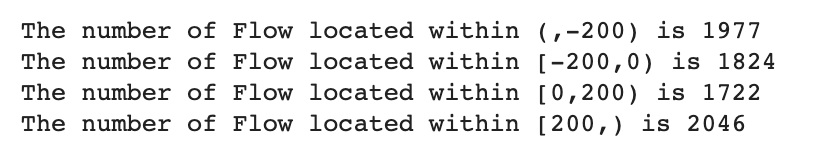 The number of Flow located within (,-200) is 1977
The number of Flow located within [-200,0) is 1824
The number of Flow located within [0,200) is 1722
The number of Flow located within [200,) is 2046